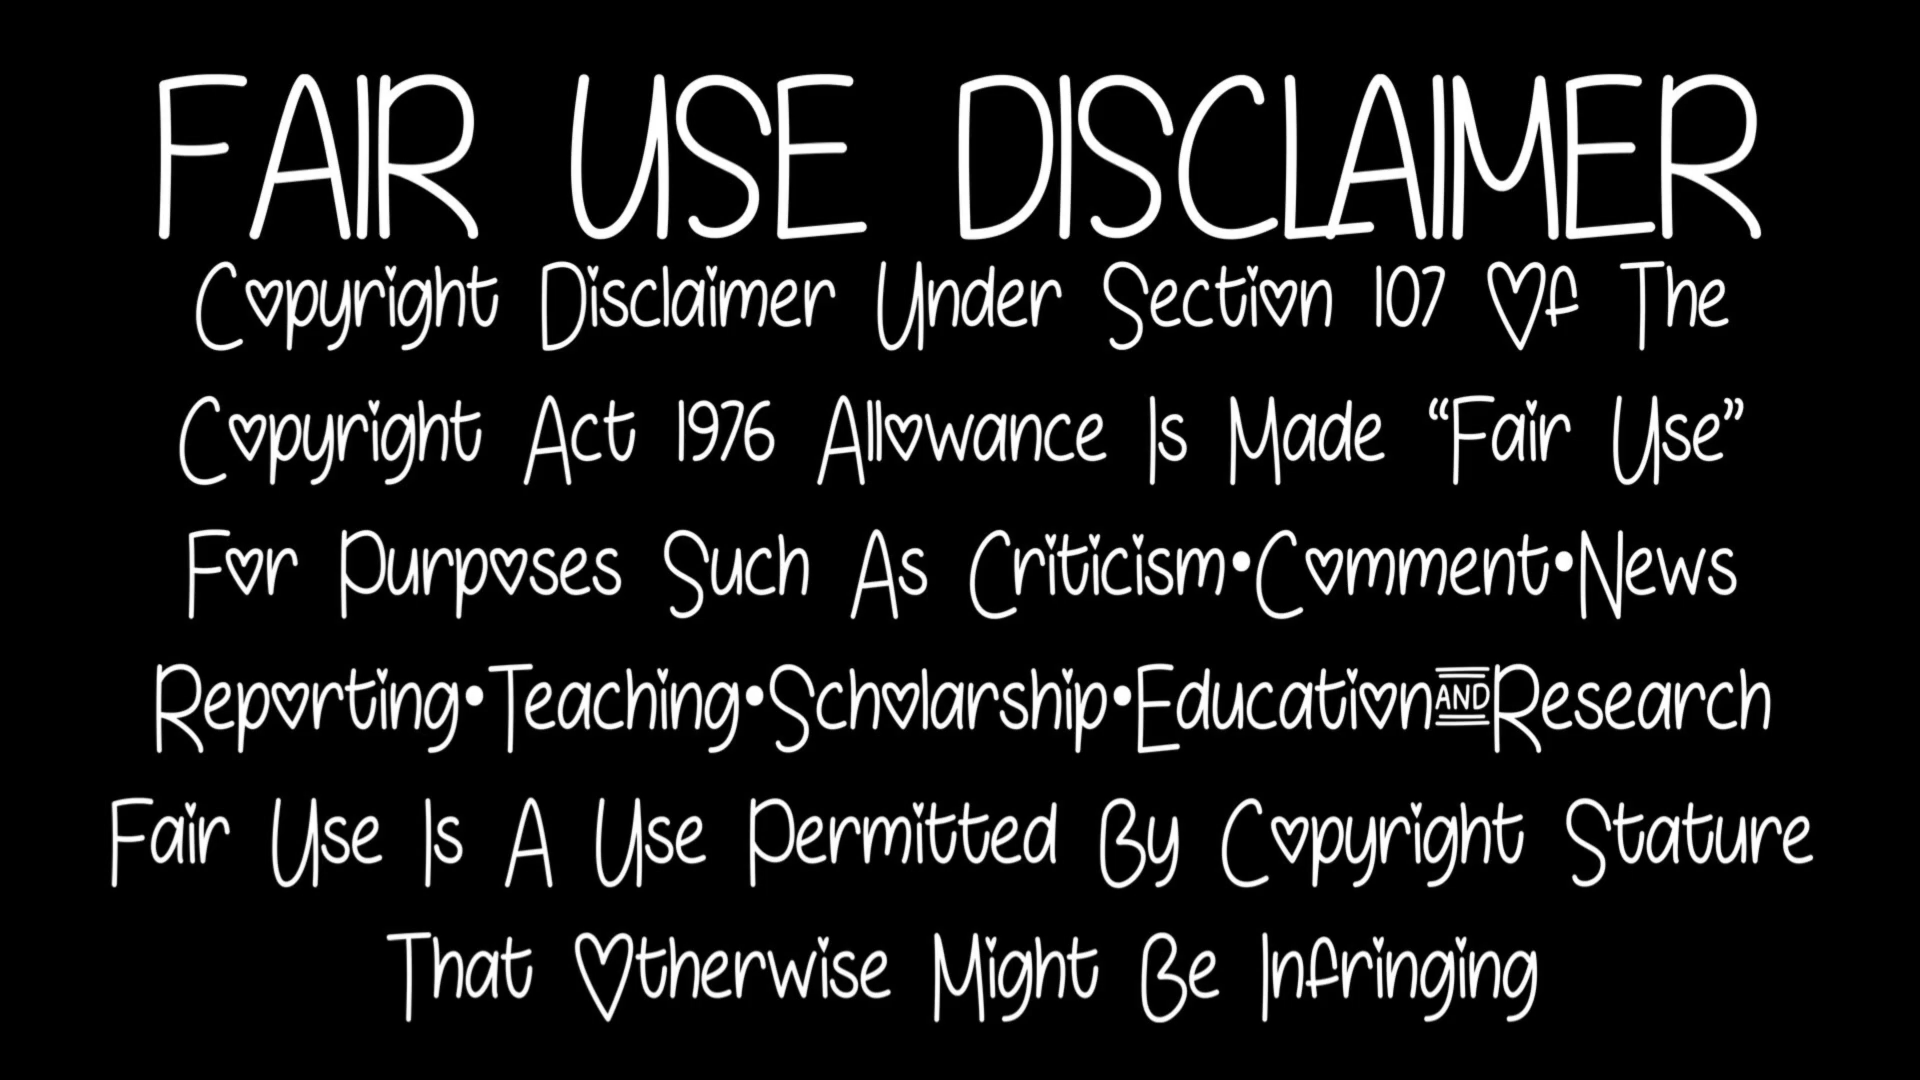 FAIR USE DISCLAIMER
Copyright Disclaimer Under Section 107 Of The
Copyright Act 1976 Allowance Is Made “Fair Use”
For Purposes Such As Criticism•Comment•News
Reporting•Teaching•Scholarship•Education AND Research
Fair Use Is A Use Permitted By Copyright Stature
That Otherwise Might Be Infringing